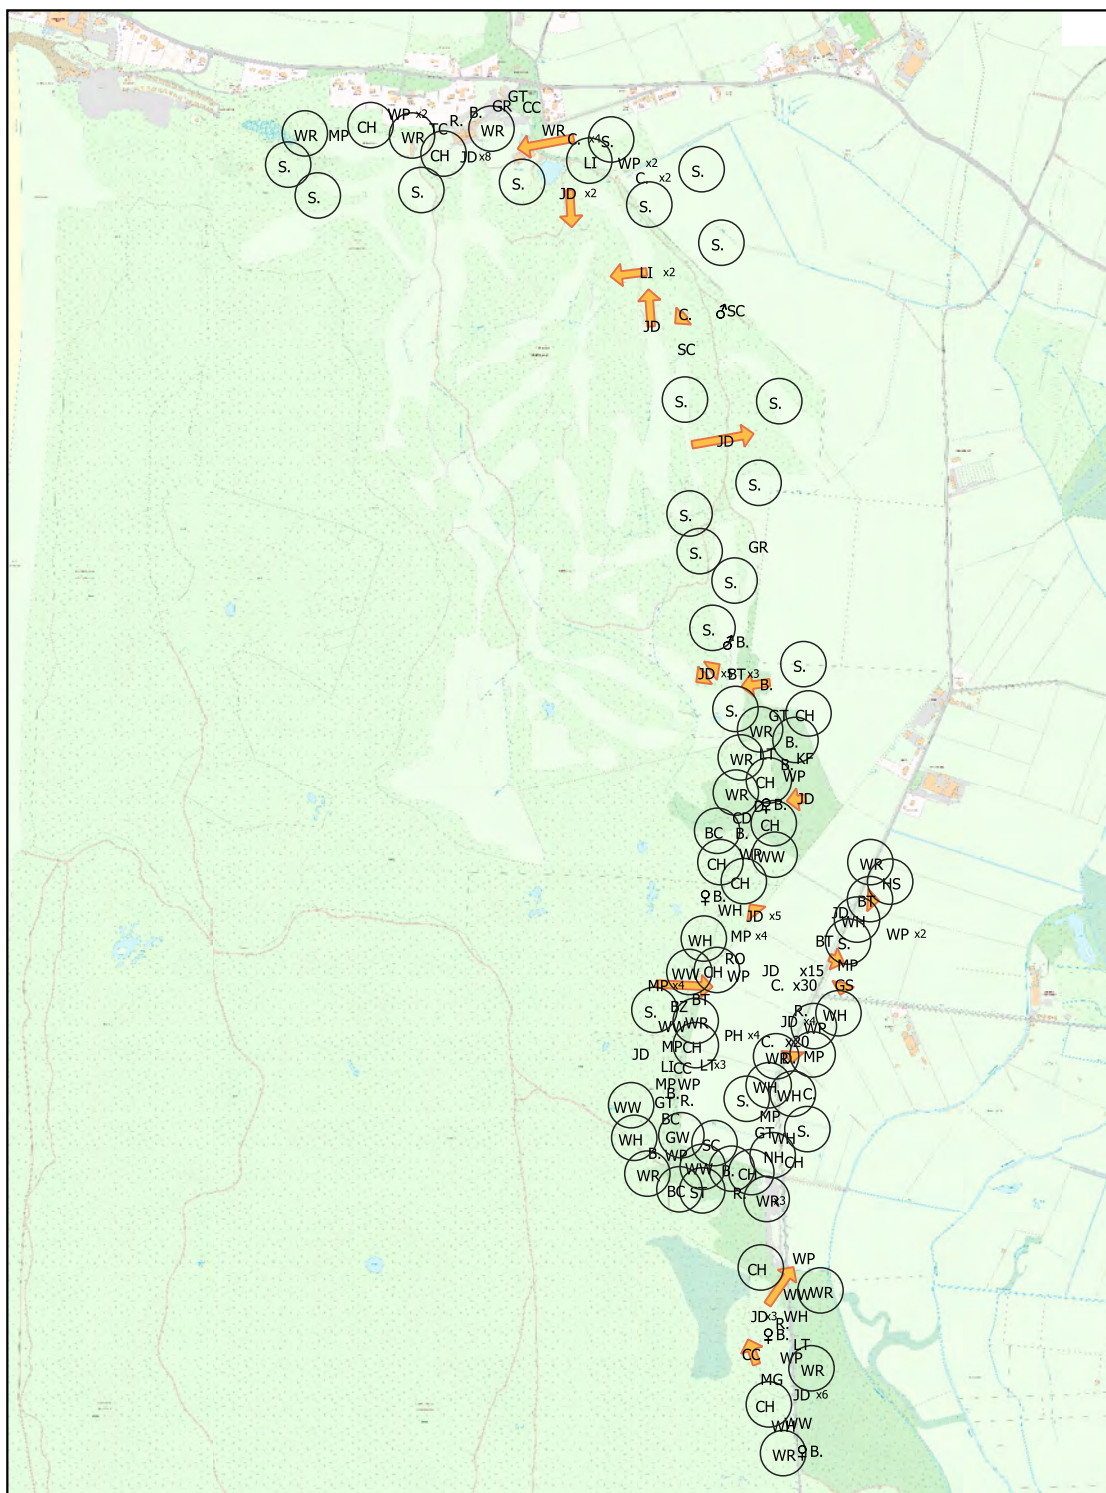 GT
GR CC
WP x2 B.
R.
CH TC WR WR
WR MP WR C. x4 S.
CH JD x8 LI WP x2
S. S. C. x2
S. S. S. JD x2 S.
S.
LI x2
C. ♂ SC
JD
SC
S. S.
JD
S.
S.
S. GR
S.
S.
♂ B.
S.
JD x5 BT x3
B.
S. GT CH
WR B.
WR LT B. KF
CH WP
WR D. ♀ B. JD
CD
BC B. CH
CH WP WW WR
CH HS
♀ B. BT
WH JD x5 JD WH
WH MP x4 BT S. WP x2
RO MP
WW CH WP JD x15
MP x4 C. x30 GS
BT
S. BZ R. WH
WW WR JD x4 WP
PH x4 C. x20
JD MP CH WR C. MP
LI CC LT x3
MP WP WH
B. WH C.
WW GT R. S.
BC MP
WH GW SC GT WH S.
B. WP NH CH
WR WW B. CH
BC ST R. WR x3
WP
CH
WW WR
JD x3 WH
R.
♀ B.
LT
CC WP
WR
MG
JD x6
CH
WH WW
WR ♀ B.